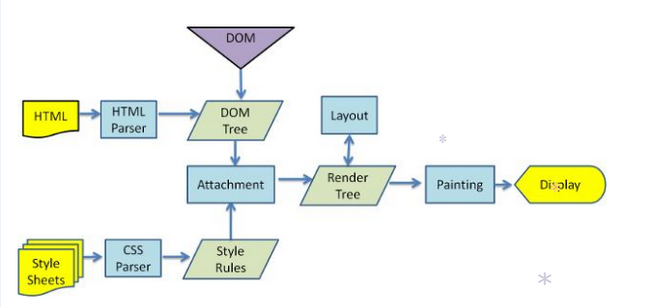 DOM
HTML
HTML
Parser
DOM
Tree
Layout
Attachment
Render
Tree
Painting
Display
Style
Sheets
CSS
Parser
Style
Rules